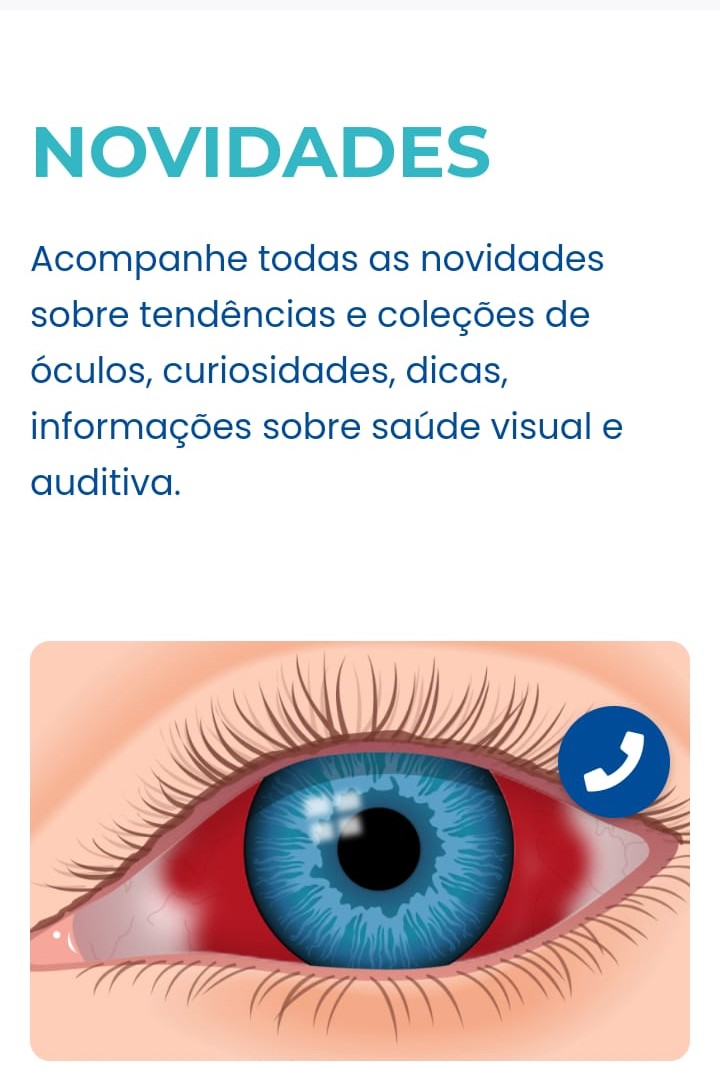 NOVIDADES
Acompanhe todas as novidades
sobre tendências e coleções de
óculos, curiosidades, dicas,
informações sobre saúde visual e
auditiva.